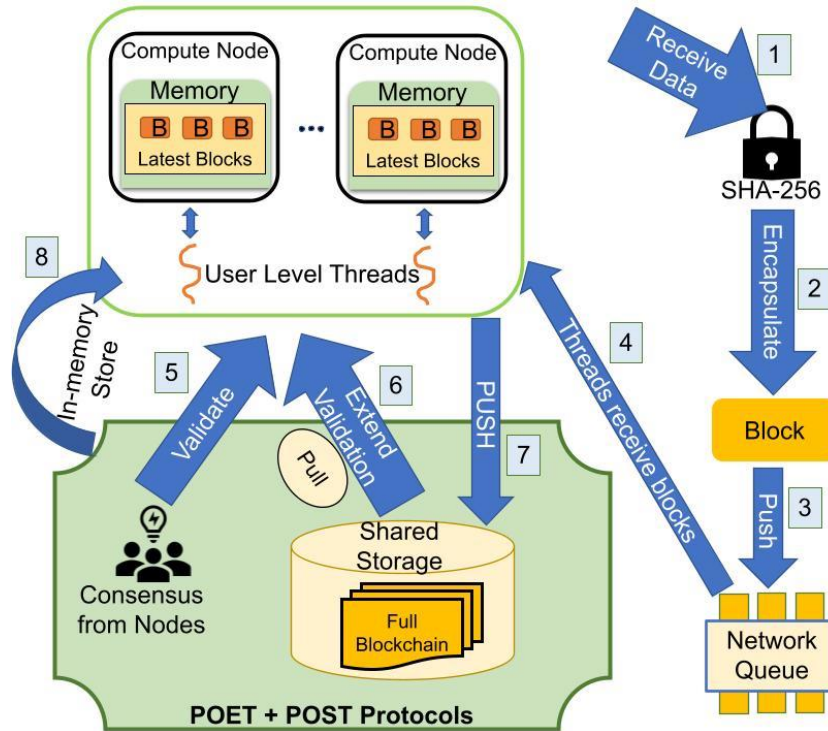 Compute Node
Memory
B B B
Latest Blocks
...
Compute Node
Memory
B B B
Latest Blocks
User Level Threads
1
Receive
Data
SHA-256
Encapsulate
2
Block
Push
3
Network
Queue
Threads receive blocks
4
5
Validate
6
Extend
Validation
Pull
PUSH
7
8
In-memory
Store
Consensus
from Nodes
Shared
Storage
Full
Blockchain
POET + POST Protocols